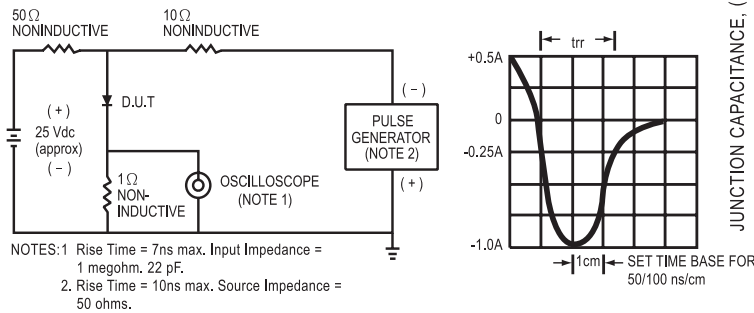 50Ω
NONINDUCTIVE
10Ω
NONINDUCTIVE
D.U.T
(+)
25 Vdc
(approx)
(-)
1Ω
NON-
INDUCTIVE
OSCILLOSCOPE
(NOTE 1)
(-)
PULSE
GENERATOR
(NOTE 2)
(+)
NOTES:1 Rise Time = 7ns max. Input Impedance =
1 megohm. 22 pF.
2. Rise Time = 10ns max. Source Impedance =
50 ohms.
trr
+0.5A
0
-0.25A
-1.0A
1cm
SET TIME BASE FOR
50/100 ns/cm
JUNCTION CAPACITANCE, (